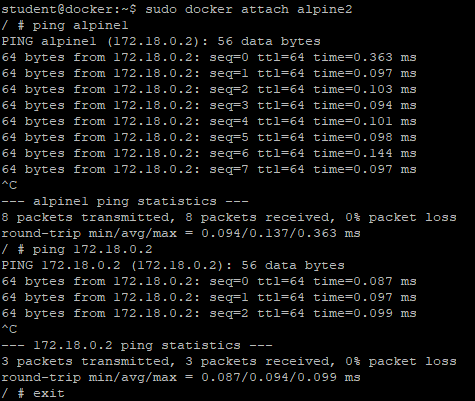 student@docker:~$ sudo docker attach alpine2
/ # ping alpine1
PING alpine1 (172.18.0.2): 56 data bytes
64 bytes from 172.18.0.2: seq=0 ttl=64 time=0.363 ms
64 bytes from 172.18.0.2: seq=1 ttl=64 time=0.097 ms
64 bytes from 172.18.0.2: seq=2 ttl=64 time=0.103 ms
64 bytes from 172.18.0.2: seq=3 ttl=64 time=0.094 ms
64 bytes from 172.18.0.2: seq=4 ttl=64 time=0.101 ms
64 bytes from 172.18.0.2: seq=5 ttl=64 time=0.098 ms
64 bytes from 172.18.0.2: seq=6 ttl=64 time=0.144 ms
64 bytes from 172.18.0.2: seq=7 ttl=64 time=0.097 ms
^C
--- alpine1 ping statistics ---
8 packets transmitted, 8 packets received, 0% packet loss
round-trip min/avg/max = 0.094/0.137/0.363 ms
/ # ping 172.18.0.2
PING 172.18.0.2 (172.18.0.2): 56 data bytes
64 bytes from 172.18.0.2: seq=0 ttl=64 time=0.087 ms
64 bytes from 172.18.0.2: seq=1 ttl=64 time=0.097 ms
64 bytes from 172.18.0.2: seq=2 ttl=64 time=0.099 ms
^C
--- 172.18.0.2 ping statistics ---
3 packets transmitted, 3 packets received, 0% packet loss
round-trip min/avg/max = 0.087/0.094/0.099 ms
/ # exit